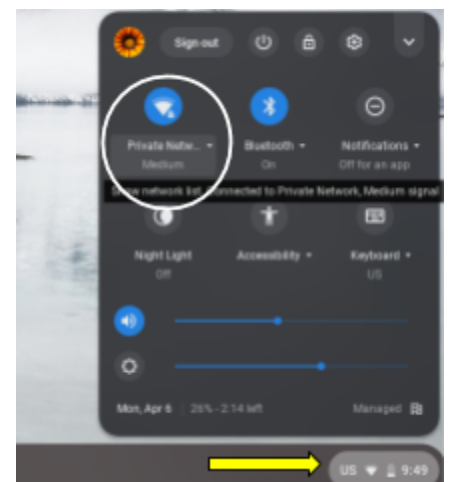 Sign out
Private Netw...
Medium
Bluetooth
On
Notifications
Off for an app
Show network list. Connected to Private Network, Medium signal
Night Light
Off
Accessibility
Keyboard
US
Mon, Apr 6
26% - 2:14 left
Managed
US
9:49